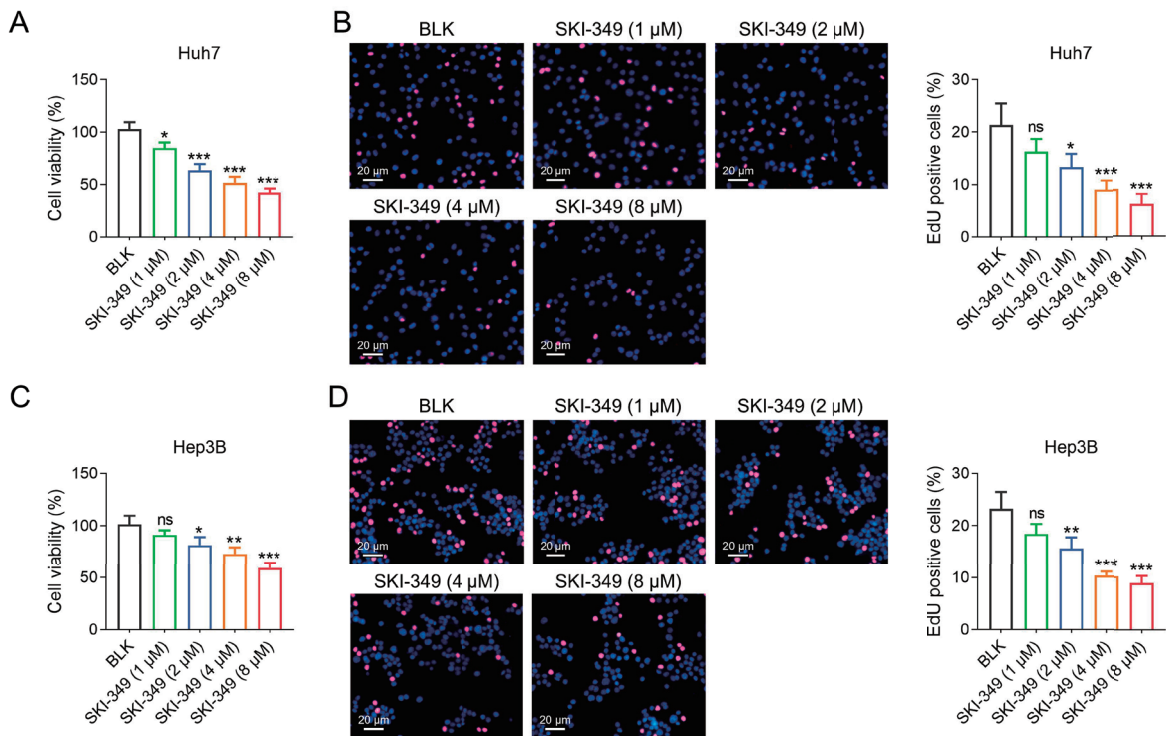 A
Huh7
Cell viability (%)
150
100
50
0
*
***
***
***
BLK
SKI-349 (1 µM)
SKI-349 (2 µM)
SKI-349 (4 µM)
SKI-349 (8 µM)
B
BLK
SKI-349 (1 µM)
SKI-349 (2 µM)
20 µm
20 µm
20 µm
SKI-349 (4 µM)
SKI-349 (8 µM)
20 µm
20 µm
Huh7
EdU positive cells (%)
30
20
10
0
ns
*
***
***
BLK
SKI-349 (1 µM)
SKI-349 (2 µM)
SKI-349 (4 µM)
SKI-349 (8 µM)
C
Hep3B
Cell viability (%)
150
100
50
0
ns
*
**
***
BLK
SKI-349 (1 µM)
SKI-349 (2 µM)
SKI-349 (4 µM)
SKI-349 (8 µM)
D
BLK
SKI-349 (1 µM)
SKI-349 (2 µM)
20 µm
20 µm
20 µm
SKI-349 (4 µM)
SKI-349 (8 µM)
20 µm
20 µm
Hep3B
EdU positive cells (%)
30
20
10
0
ns
**
***
***
BLK
SKI-349 (1 µM)
SKI-349 (2 µM)
SKI-349 (4 µM)
SKI-349 (8 µM)